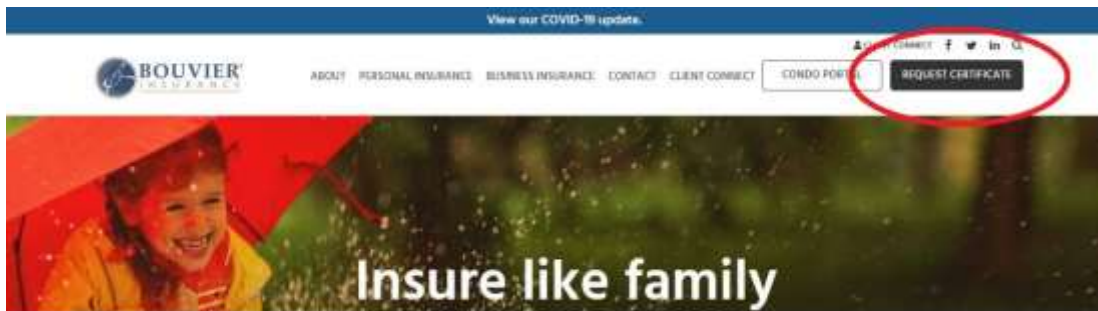 View our COVID-19 update.
CONNECT
BOUVIER
INSURANCE
ABOUT PERSONAL INSURANCE BUSINESS INSURANCE CONTACT CLIENT CONNECT CONDO PORTAL REQUEST CERTIFICATE
Insure like family